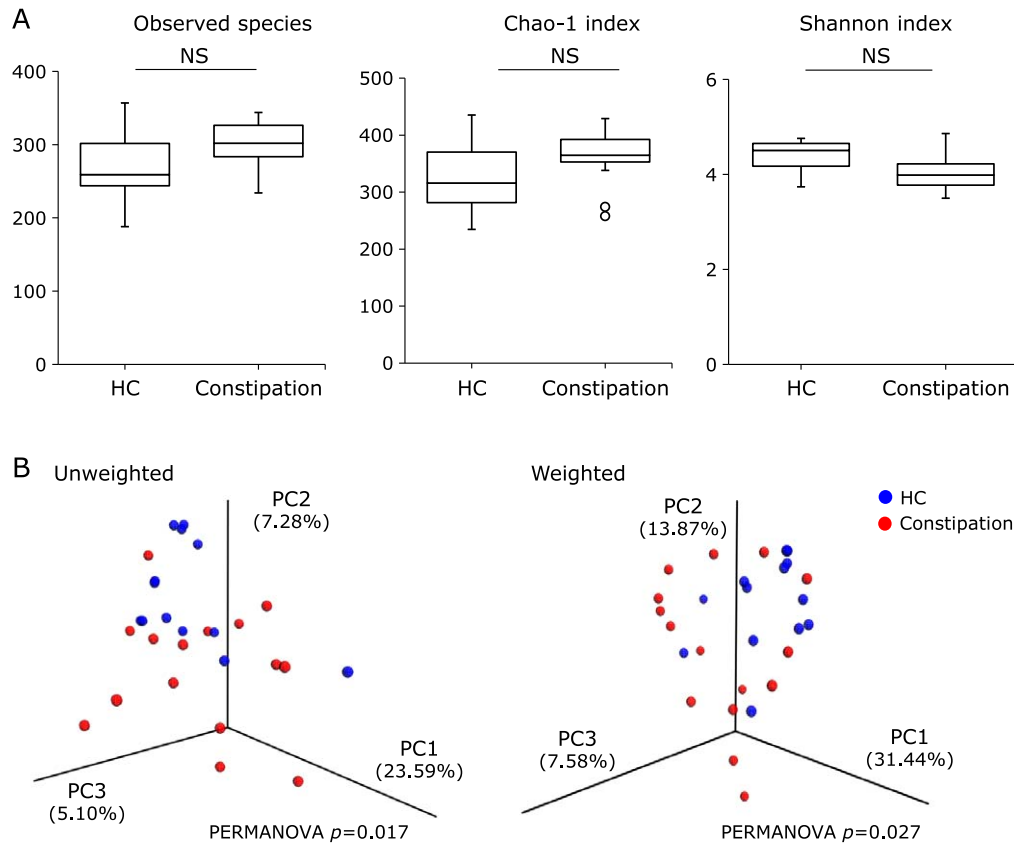 A
Observed species
NS
400
300
200
100
0
HC
Constipation
Chao-1 index
NS
500
400
300
200
100
0
HC
Constipation
Shannon index
NS
6
4
2
0
HC
Constipation
B
Unweighted
PC2
(7.28%)
PC1
(23.59%)
PC3
(5.10%)
PERMANOVA p=0.017
Weighted
PC2
(13.87%)
PC3
(7.58%)
PC1
(31.44%)
PERMANOVA p=0.027
HC
Constipation